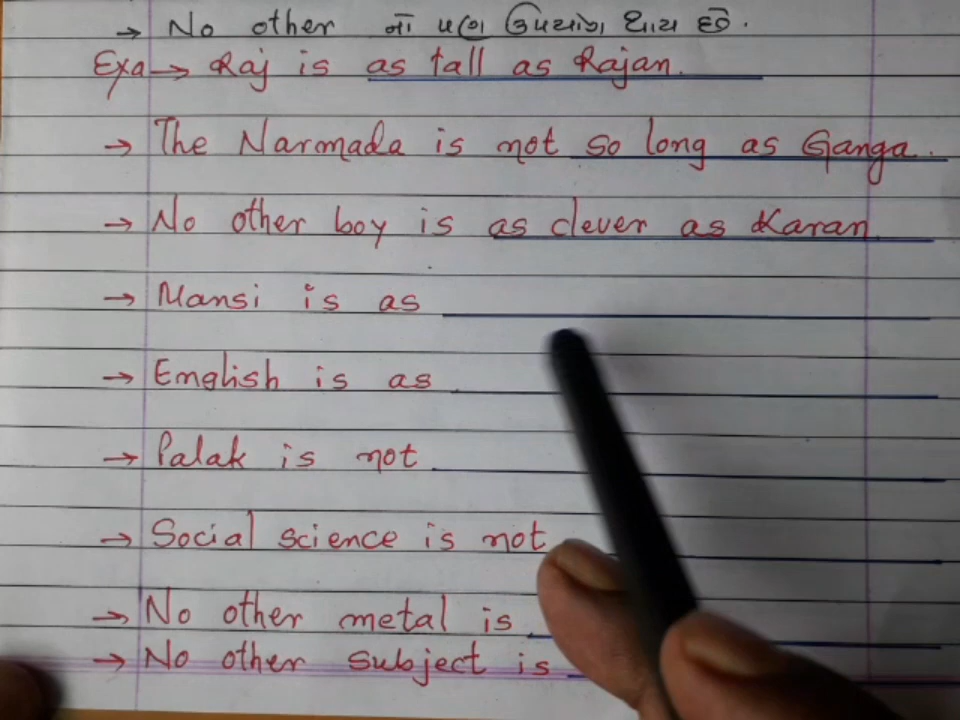 → No other નો પણ ઉપયોગ થાય છે.
Exa → Raj is as tall as Rajan.
→ The Narmada is not so long as Ganga.
→ No other boy is as clever as Karan.
→ Mansi is as
→ English is as
→ Palak is not
→ Social science is not
→ No other metal is
→ No other subject is